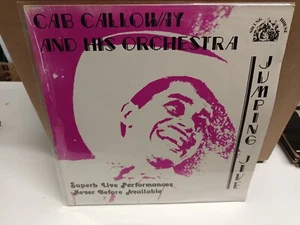 CAB CALLOWAY
AND HIS ORCHESTRA
JUMPING JIVE
Superb Live Performances
Never Before Available